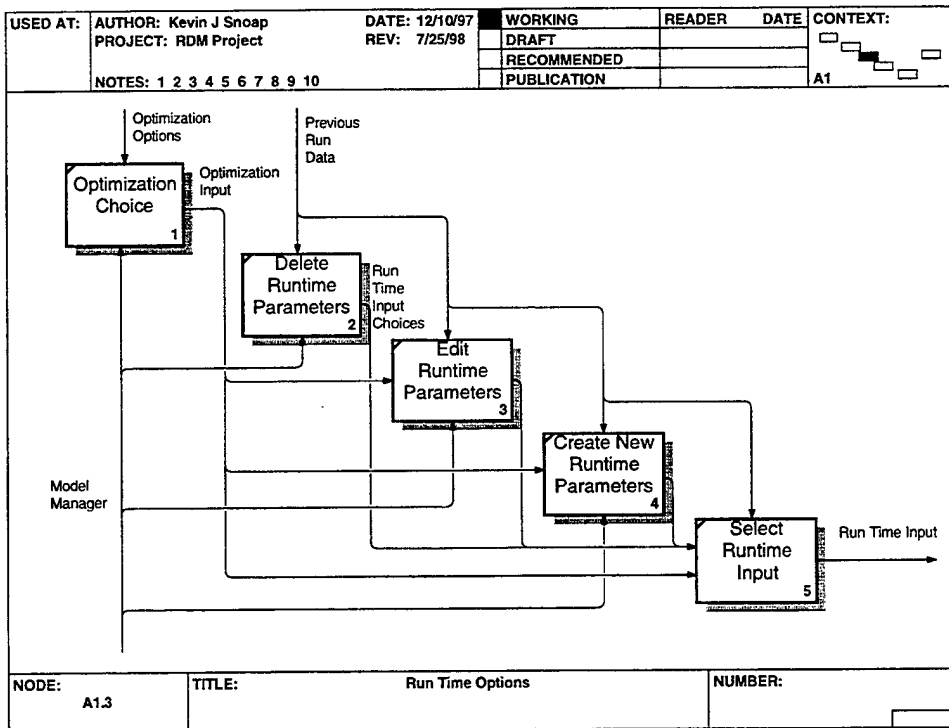 USED AT:
AUTHOR: Kevin J Snoap
PROJECT: RDM Project
NOTES: 1 2 3 4 5 6 7 8 9 10
DATE: 12/10/97
REV: 7/25/98
WORKING
DRAFT
RECOMMENDED
PUBLICATION
READER DATE
CONTEXT:
A1
Optimization
Options
Previous
Run
Data
Optimization
Choice
1
Optimization
Input
Delete
Runtime
Parameters
2
Run
Time
Input
Choices
Edit
Runtime
Parameters
3
Create New
Runtime
Parameters
4
Model
Manager
Select
Runtime
Input
5
Run Time Input
NODE:
A1.3
TITLE:
Run Time Options
NUMBER: